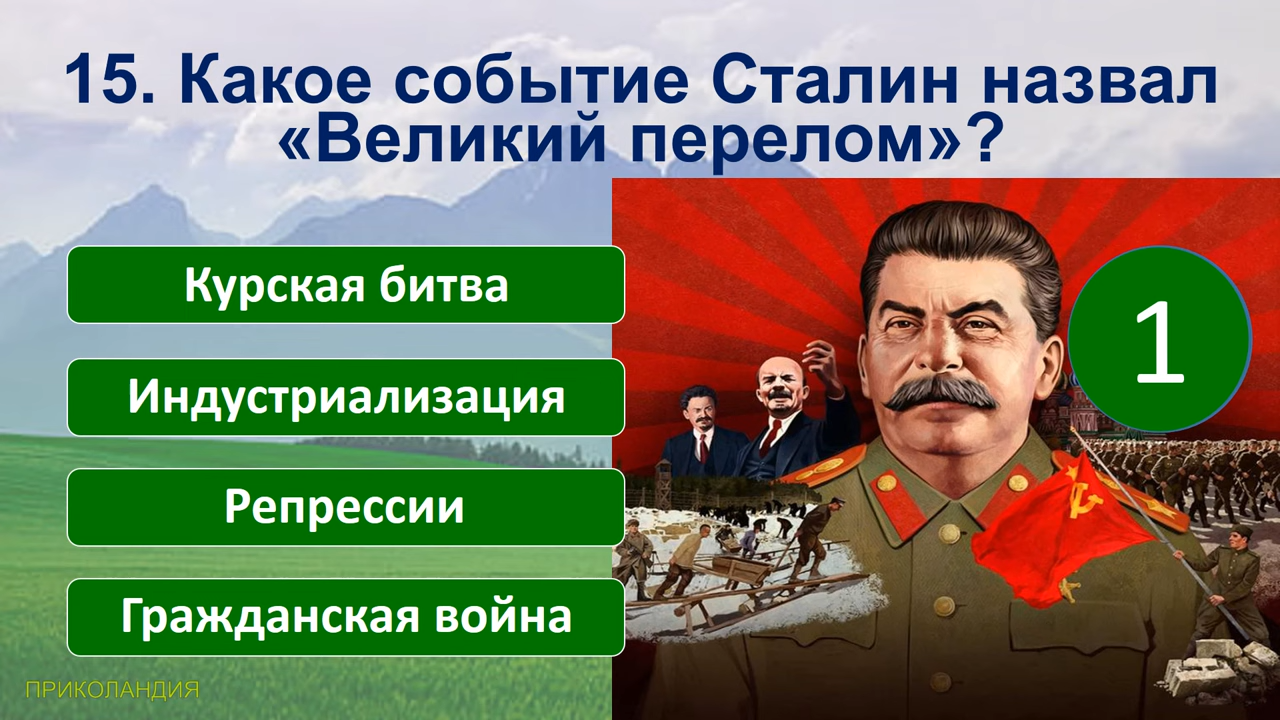 15. Какое событие Сталин назвал
«Великий перелом»?
Курская битва
1
Индустриализация
Репрессии
Гражданская война
ПРИКОЛАНДИЯ